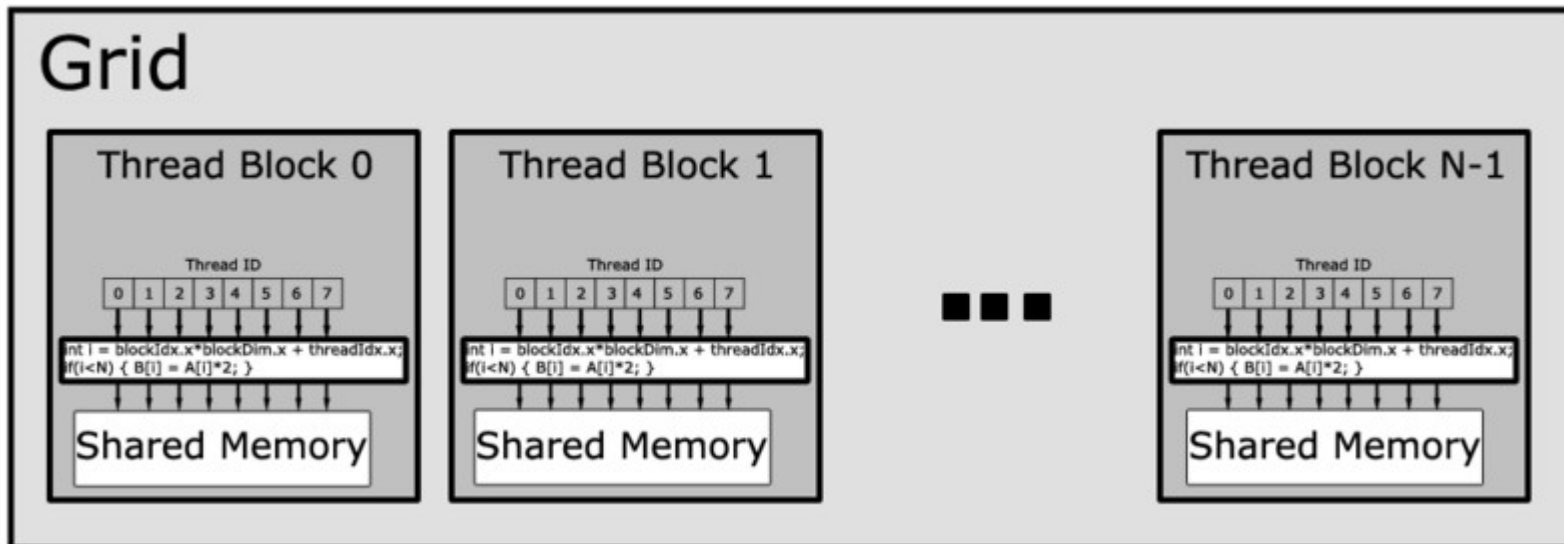 Grid
Thread Block 0
Thread ID
0 1 2 3 4 5 6 7
int i = blockIdx.x*blockDim.x + threadIdx.x;
if(i<N) { B[i] = A[i]*2; }
Shared Memory
Thread Block 1
Thread ID
0 1 2 3 4 5 6 7
int i = blockIdx.x*blockDim.x + threadIdx.x;
if(i<N) { B[i] = A[i]*2; }
Shared Memory
Thread Block N-1
Thread ID
0 1 2 3 4 5 6 7
int i = blockIdx.x*blockDim.x + threadIdx.x;
if(i<N) { B[i] = A[i]*2; }
Shared Memory